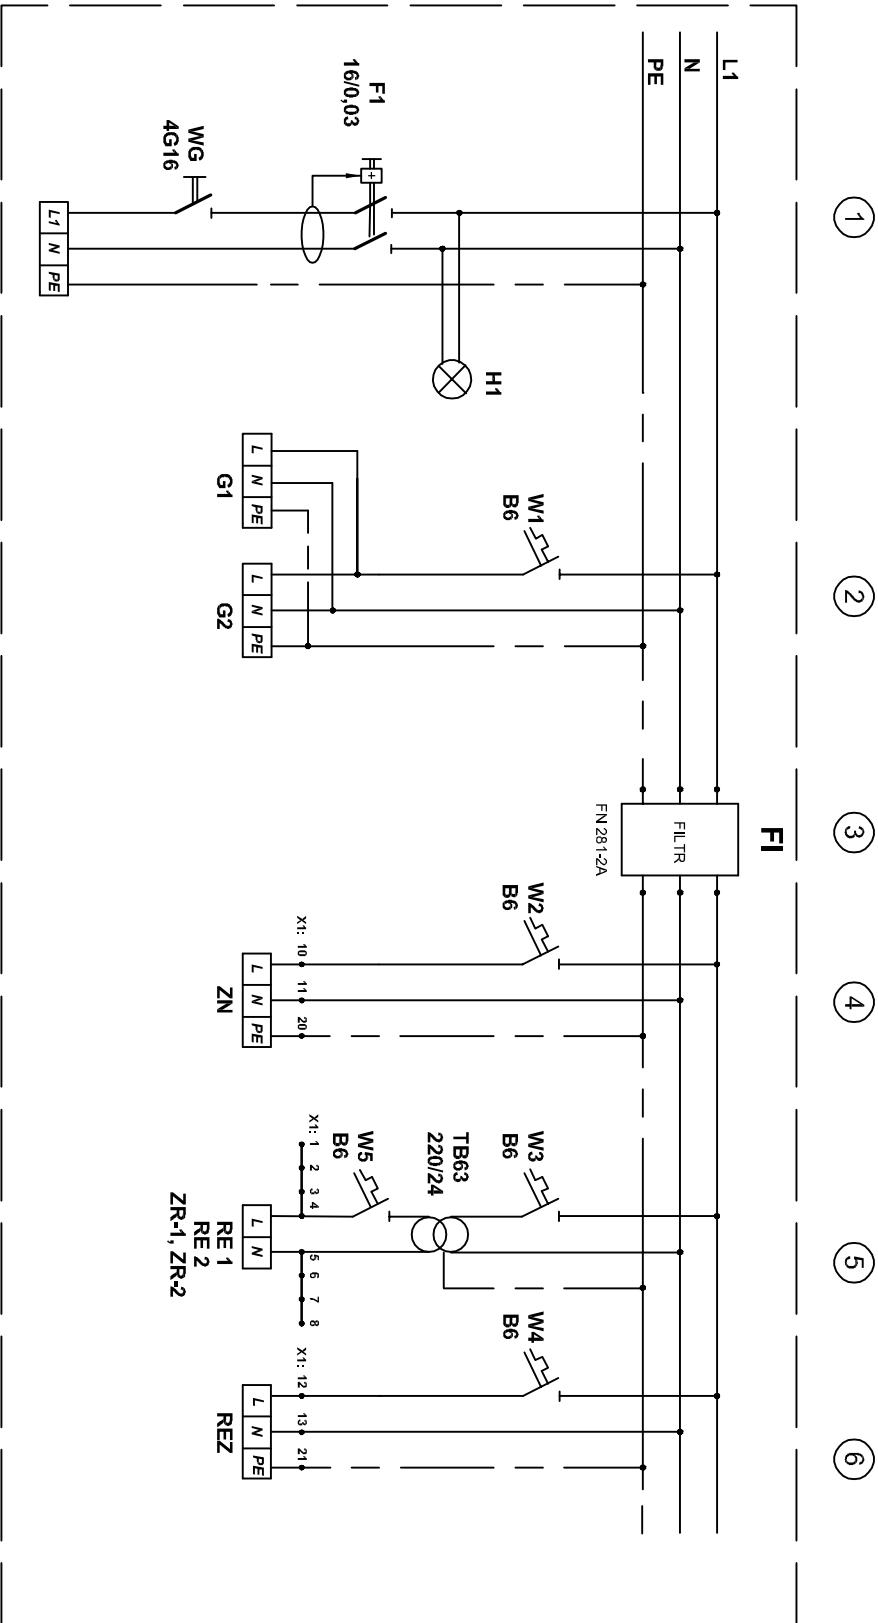 1
2
3
4
5
6
L1
N
PE
F1
16/0,03
WG
4G16
L1 N PE
H1
W1
B6
L N PE
G1
L N PE
G2
FI
FILTR
FN 281-2A
W2
B6
X1: 10 11 20
L N PE
ZN
W3
B6
TB63
220/24
W5
B6
X1: 1 2 3 4 5 6 7 8
L N
RE 1
RE 2
ZR-1, ZR-2
W4
B6
X1: 12 13 21
L N PE
REZ